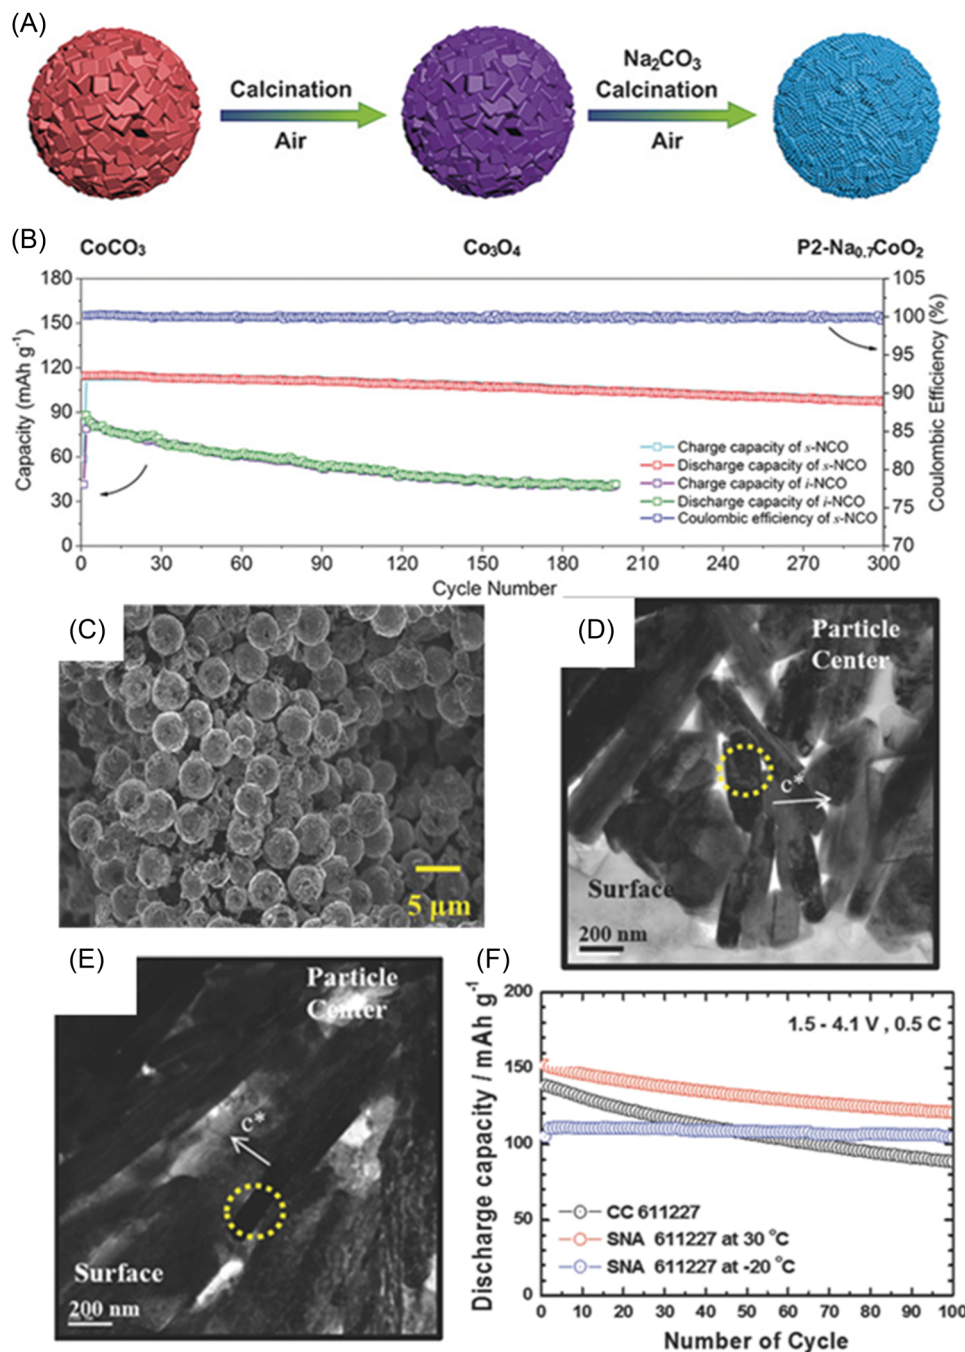 (A)
Calcination
Air
Na₂CO₃
Calcination
Air
(B)
CoCO₃
Co₃O₄
P2-Na₀.₇CoO₂
180
150
120
90
60
30
0
Capacity (mAh g⁻¹)
105
100
95
90
85
80
75
70
Coulombic Efficiency (%)
Charge capacity of s-NCO
Discharge capacity of s-NCO
Charge capacity of i-NCO
Discharge capacity of i-NCO
Coulombic efficiency of s-NCO
0 30 60 90 120 150 180 210 240 270 300
Cycle Number
(C)
5 μm
(D)
Particle
Center
c*
Surface
200 nm
(E)
Particle
Center
c*
Surface
200 nm
(F)
200
150
100
50
0
Discharge capacity / mAh g⁻¹
1.5 - 4.1 V , 0.5 C
CC 611227
SNA 611227 at 30 °C
SNA 611227 at -20 °C
0 10 20 30 40 50 60 70 80 90 100
Number of Cycle